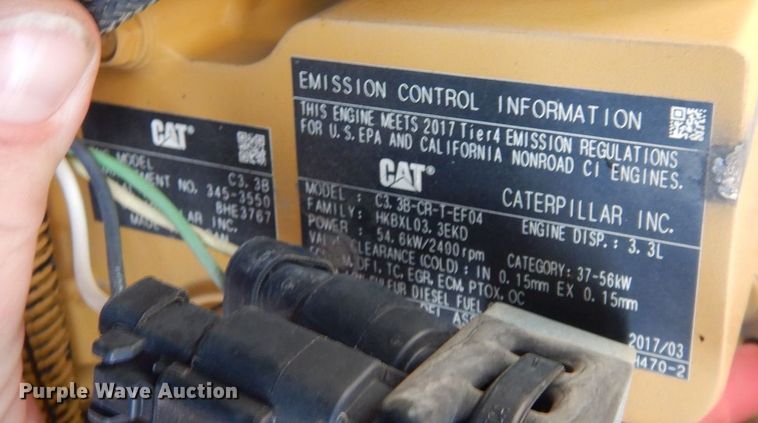 CAT
MODEL C3.3B
NO. 345-3550
8HE3767
EMISSION CONTROL INFORMATION
THIS ENGINE MEETS 2017 Tier4 EMISSION REGULATIONS
FOR U.S. EPA AND CALIFORNIA NONROAD CI ENGINES.
CAT
CATERPILLAR INC.
MODEL : C3.3B-CR-T-EF04
ENGINE DISP.: 3.3L
FAMILY: HKBXL03.3EKD
POWER : 54.6kW/2400rpm
CATEGORY: 37-56kW
CLEARANCE (COLD) : IN 0.15mm EX 0.15mm
DFI, TC, EGR, ECM, PTOX, OC
DIESEL FUEL
2017/03
H470-2
Purple Wave Auction